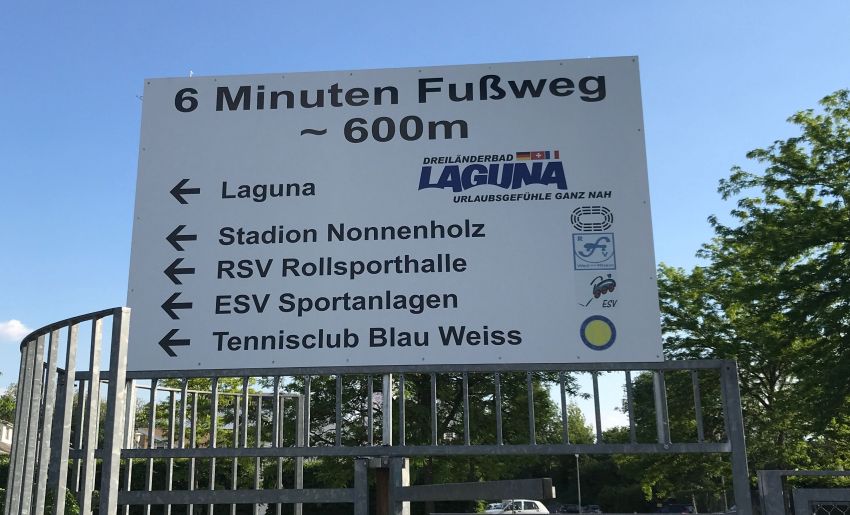 6 Minuten Fußweg
~ 600m
DREILÄNDERBAD
← Laguna
LAGUNA
URLAUBSGEFÜHLE GANZ NAH
← Stadion Nonnenholz
← RSV Rollsporthalle
← ESV Sportanlagen
ESV
← Tennisclub Blau Weiss